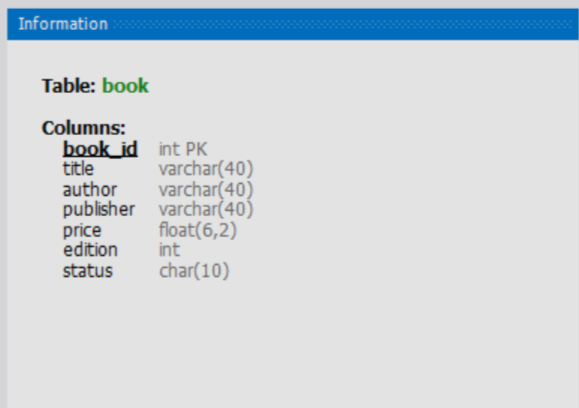 Information
Table: book
Columns:
book_id int PK
title varchar(40)
author varchar(40)
publisher varchar(40)
price float(6,2)
edition int
status char(10)